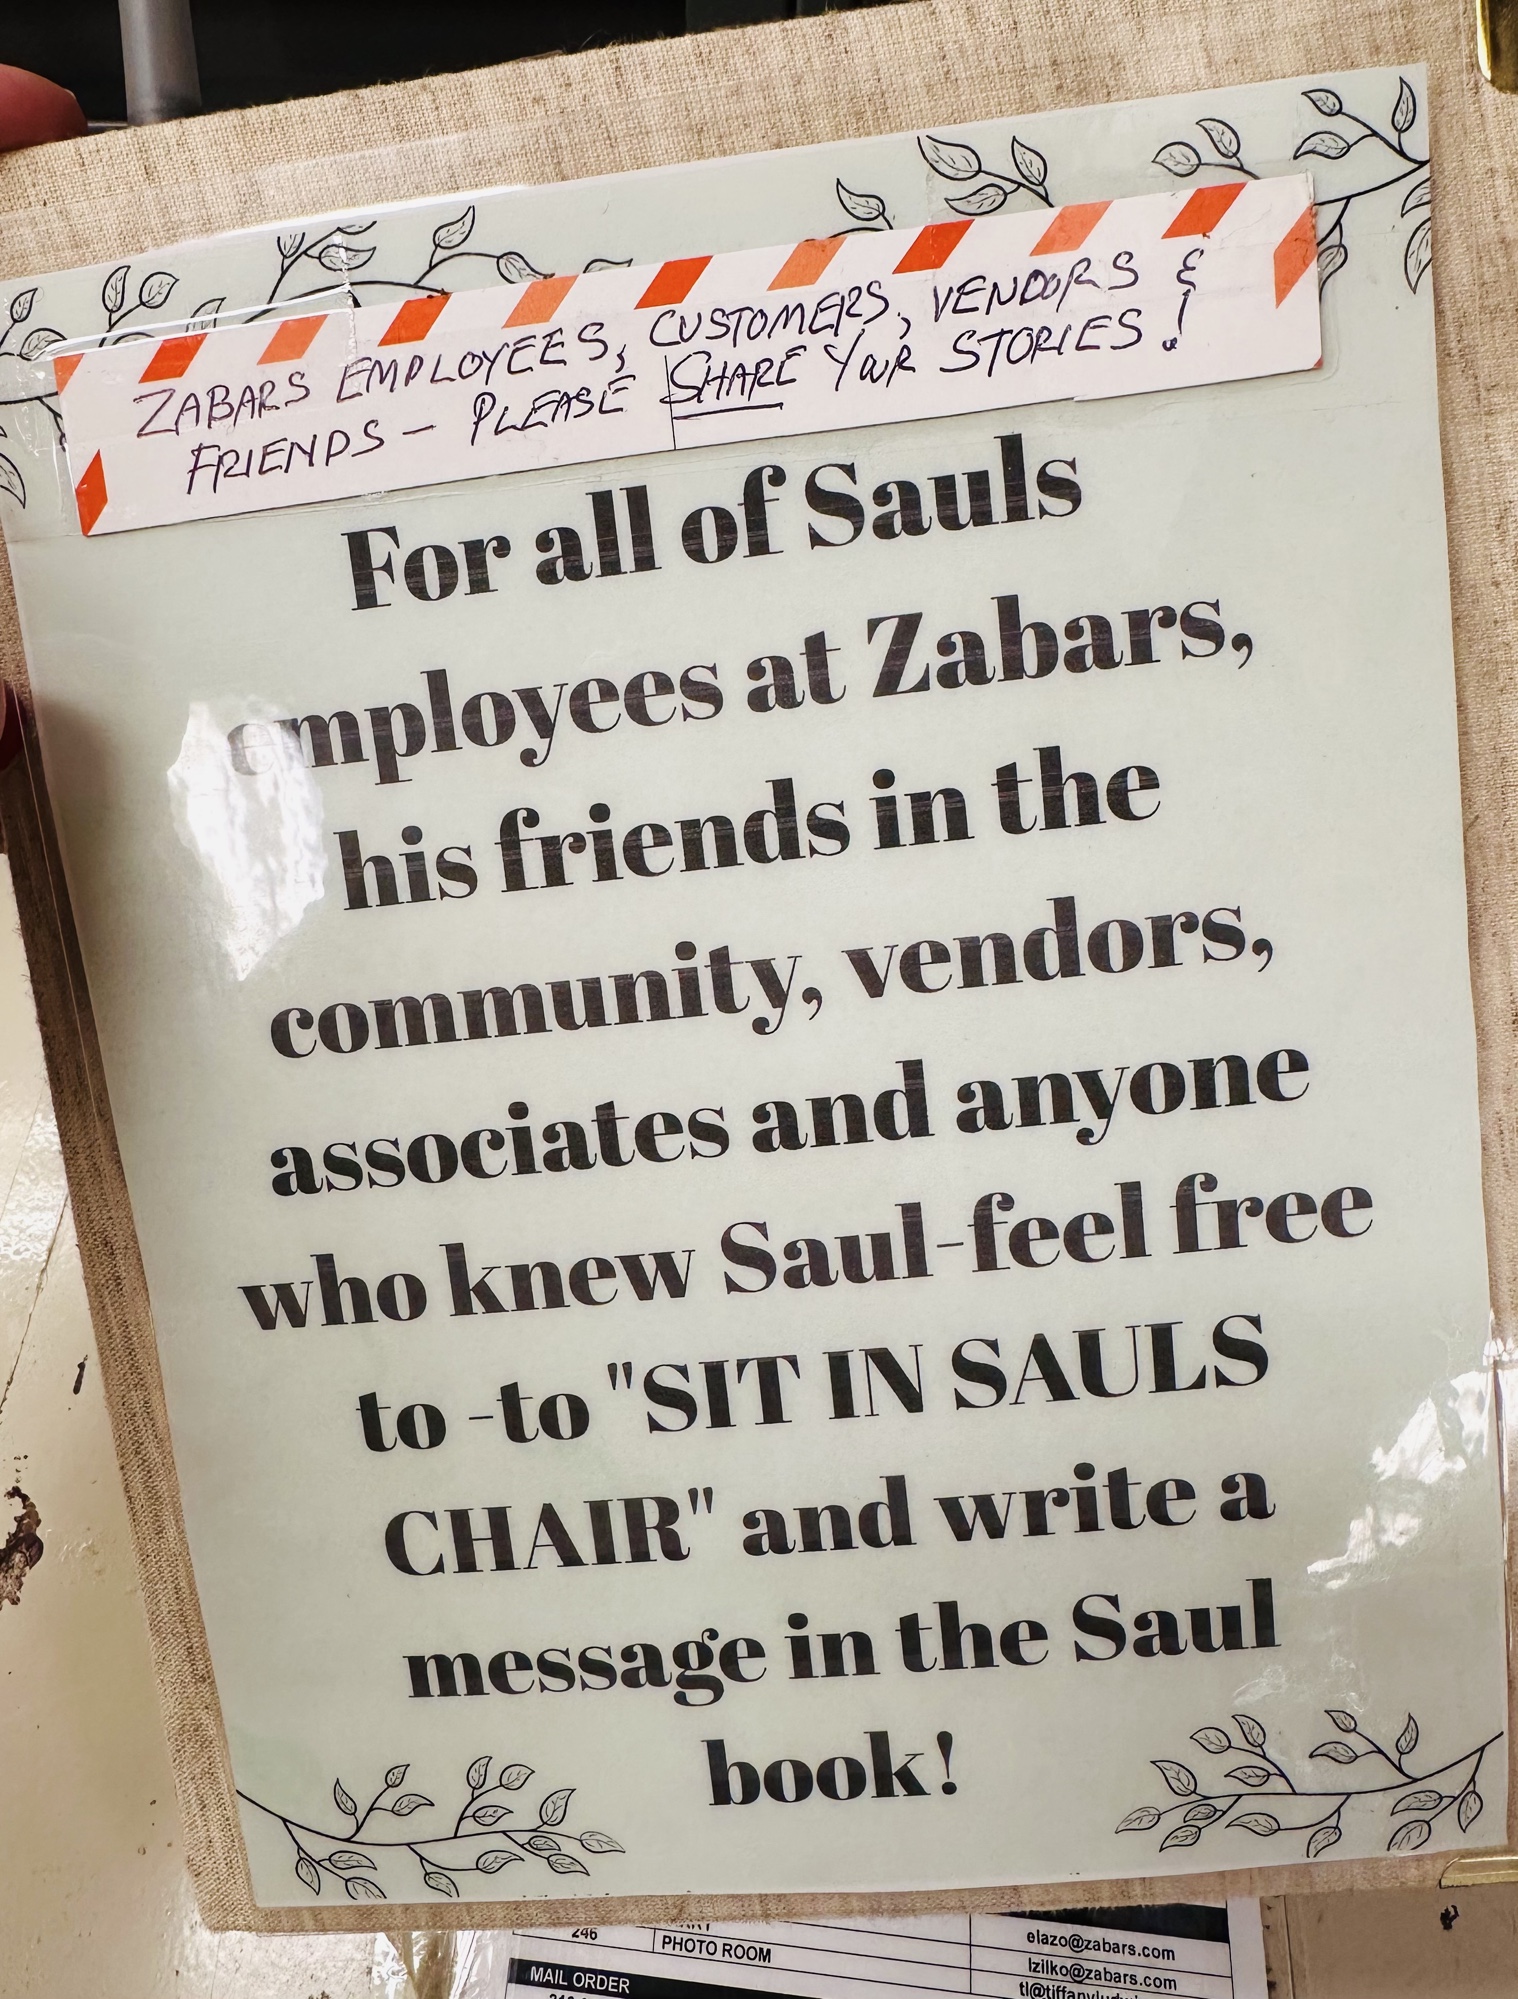 ZABARS EMPLOYEES, CUSTOMERS, VENDORS &
FRIENDS - PLEASE SHARE YOUR STORIES!
For all of Sauls
employees at Zabars,
his friends in the
community, vendors,
associates and anyone
who knew Saul-feel free
to -to "SIT IN SAULS
CHAIR" and write a
message in the Saul
book!
elazo@zabars.com
246 PHOTO ROOM lzilko@zabars.com
MAIL ORDER